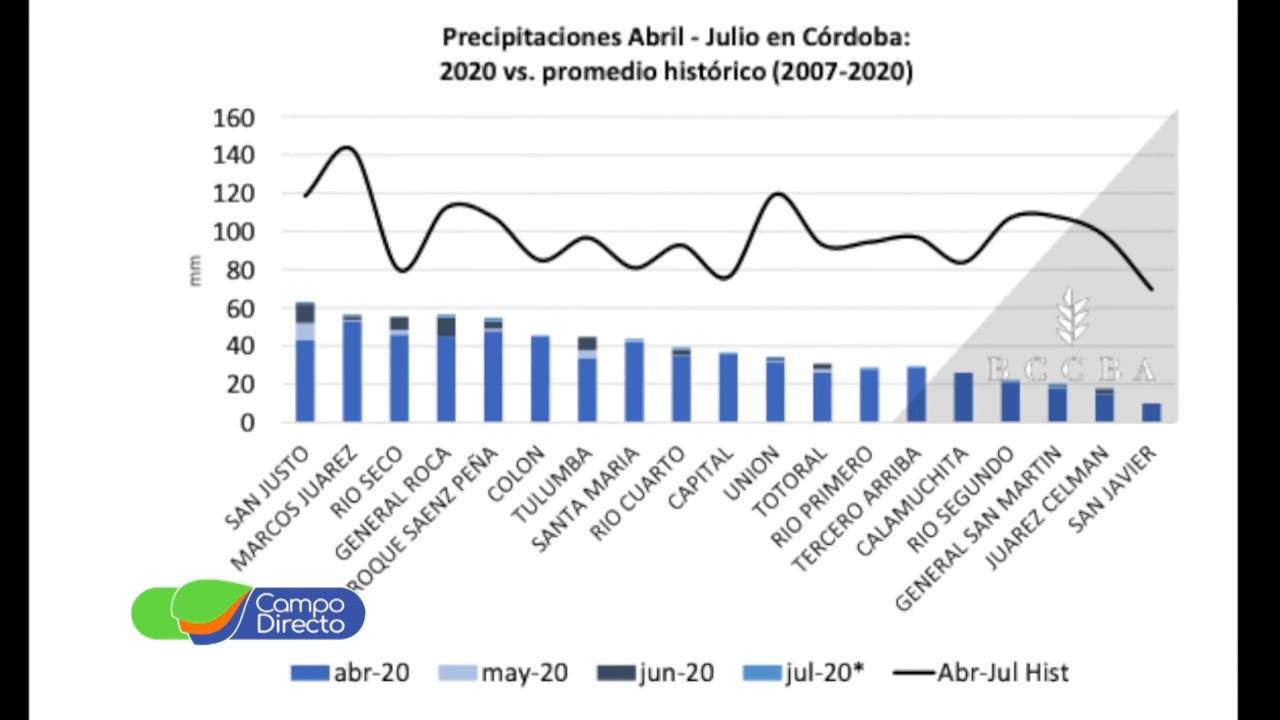 Precipitaciones Abril - Julio en Córdoba:
2020 vs. promedio histórico (2007-2020)
160
140
120
100
80
60
40
20
0
mm
SAN JUSTO
MARCOS JUAREZ
RIO SECO
GENERAL ROCA
ROQUE SAENZ PEÑA
COLON
TULUMBA
SANTA MARIA
RIO CUARTO
CAPITAL
UNION
TOTORAL
RIO PRIMERO
TERCERO ARRIBA
CALAMUCHITA
RIO SEGUNDO
GENERAL SAN MARTIN
JUAREZ CELMAN
SAN JAVIER
BCCBA
Campo
Directo
abr-20
may-20
jun-20
jul-20*
Abr-Jul Hist